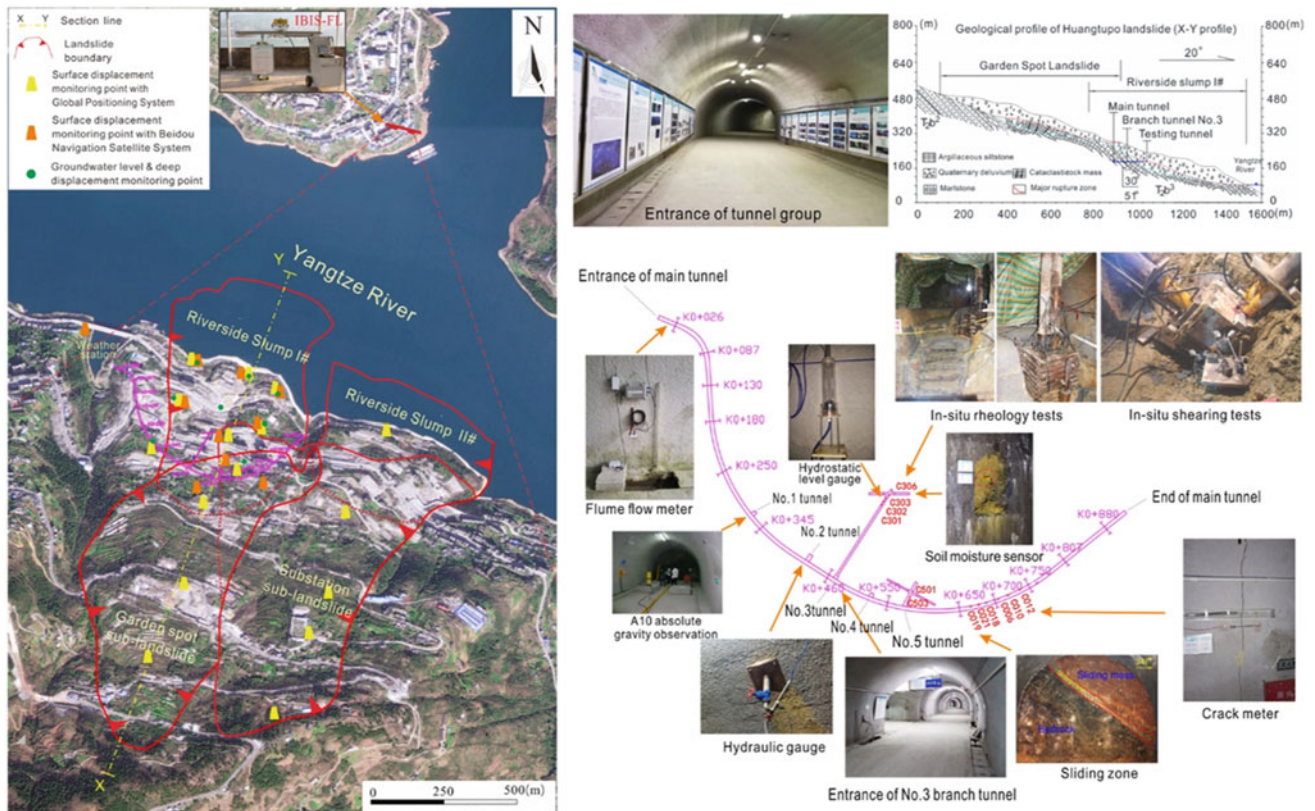 X Y Section line
Landslide
boundary
Surface displacement
monitoring point with
Global Positioning System
Surface displacement
monitoring point with Beidou
Navigation Satellite System
Groundwater level & deep
displacement monitoring point
IBIS-FL
N
Y
Yangtze River
Weather
station
Riverside Slump I#
Riverside Slump II#
Substation
sub-landslide
Garden spot
sub-landslide
X
0 250 500(m)
Entrance of tunnel group
800 (m)
640
480
320
160
0
Geological profile of Huangtupo landslide (X-Y profile)
20°
Garden Spot Landslide
Riverside slump I#
Main tunnel
Branch tunnel No.3
Testing tunnel
T₂b²
Argillaceous siltstone
Quaternary deluvium
Cataclastock mass
Marlstone
Major rupture zone
30°
51°
T₂b³
Yangtze
River
800(m)
640
480
320
160
0
0 200 400 600 800 1000 1200 1400 1600(m)
Entrance of main tunnel
K0+026
K0+087
K0+130
K0+180
K0+250
No.1 tunnel
K0+345
No.2 tunnel
K0+460
No.3tunnel
No.4 tunnel
K0+550
No.5 tunnel
C501
C503
K0+650
K0+700
K0+750
K0+807
K0+880
End of main tunnel
C306
C303
C302
C301
Flume flow meter
Hydrostatic
level gauge
In-situ rheology tests
In-situ shearing tests
Soil moisture sensor
A10 absolute
gravity observation
Hydraulic gauge
Entrance of No.3 branch tunnel
Sliding mass
Bedrock
Sliding zone
Crack meter